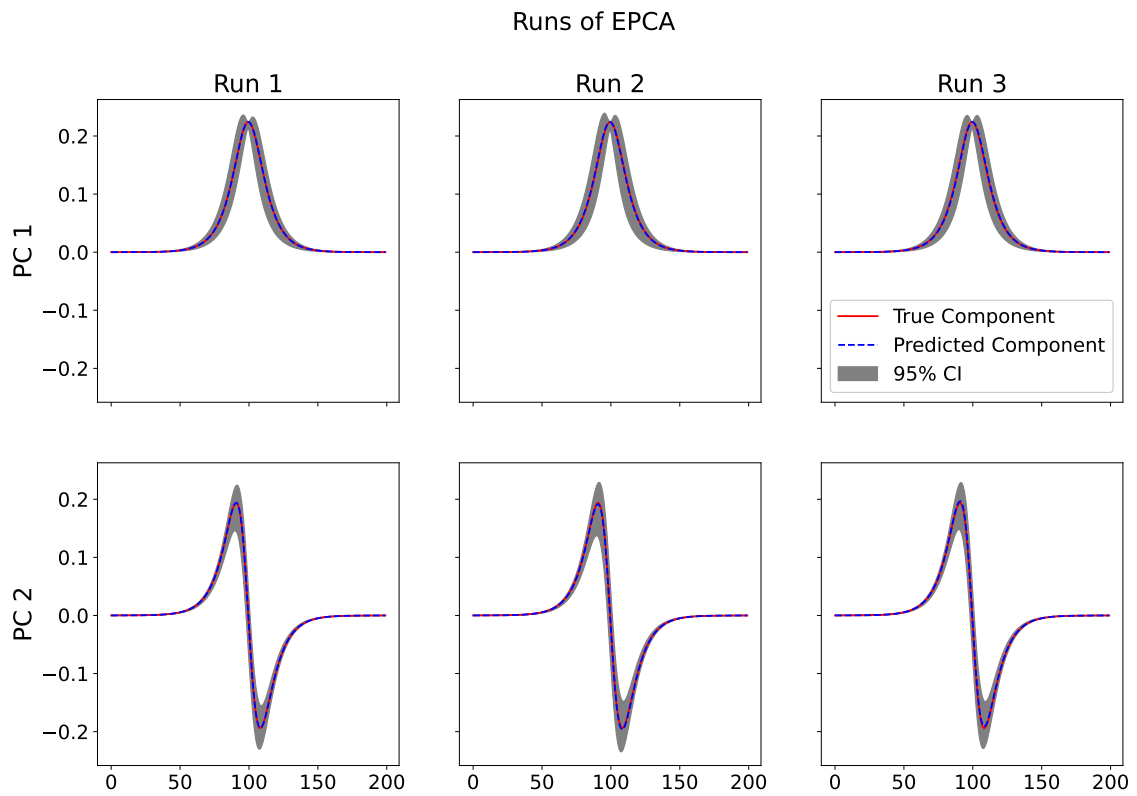 Runs of EPCA
Run 1
Run 2
Run 3
PC 1
0.2
0.1
0.0
−0.1
−0.2
True Component
Predicted Component
95% CI
PC 2
0.2
0.1
0.0
−0.1
−0.2
0 50 100 150 200
0 50 100 150 200
0 50 100 150 200